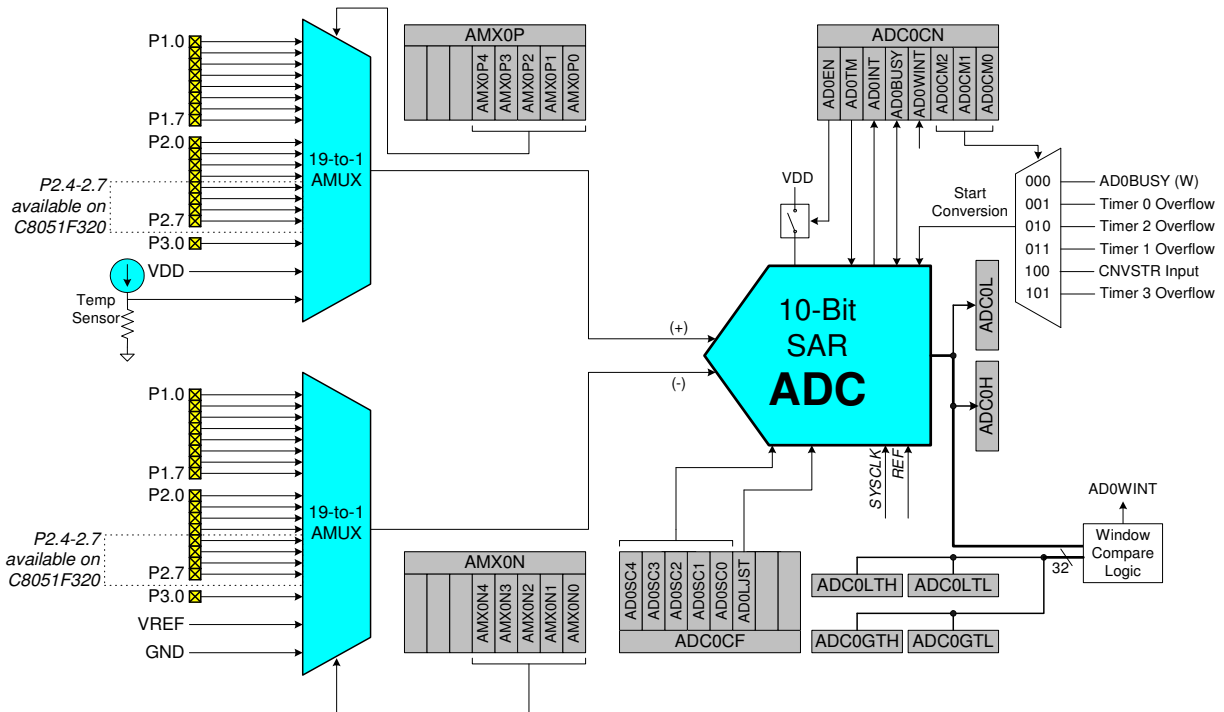 P1.0
P1.7
P2.0
P2.4-2.7
available on
C8051F320
P2.7
P3.0
VDD
Temp
Sensor
19-to-1
AMUX
AMX0P
AMX0P4
AMX0P3
AMX0P2
AMX0P1
AMX0P0
ADC0CN
AD0EN
AD0TM
AD0INT
AD0BUSY
AD0WINT
AD0CM2
AD0CM1
AD0CM0
VDD
Start
Conversion
000
AD0BUSY (W)
001
Timer 0 Overflow
010
Timer 2 Overflow
011
Timer 1 Overflow
100
CNVSTR Input
101
Timer 3 Overflow
(+)
(-)
10-Bit
SAR
ADC
ADC0L
ADC0H
SYSCLK
REF
P1.0
P1.7
P2.0
P2.4-2.7
available on
C8051F320
P2.7
P3.0
VREF
GND
19-to-1
AMUX
AMX0N
AMX0N4
AMX0N3
AMX0N2
AMX0N1
AMX0N0
AD0SC4
AD0SC3
AD0SC2
AD0SC1
AD0SC0
AD0LJST
ADC0CF
AD0WINT
Window
Compare
Logic
32
ADC0LTH
ADC0LTL
ADC0GTH
ADC0GTL